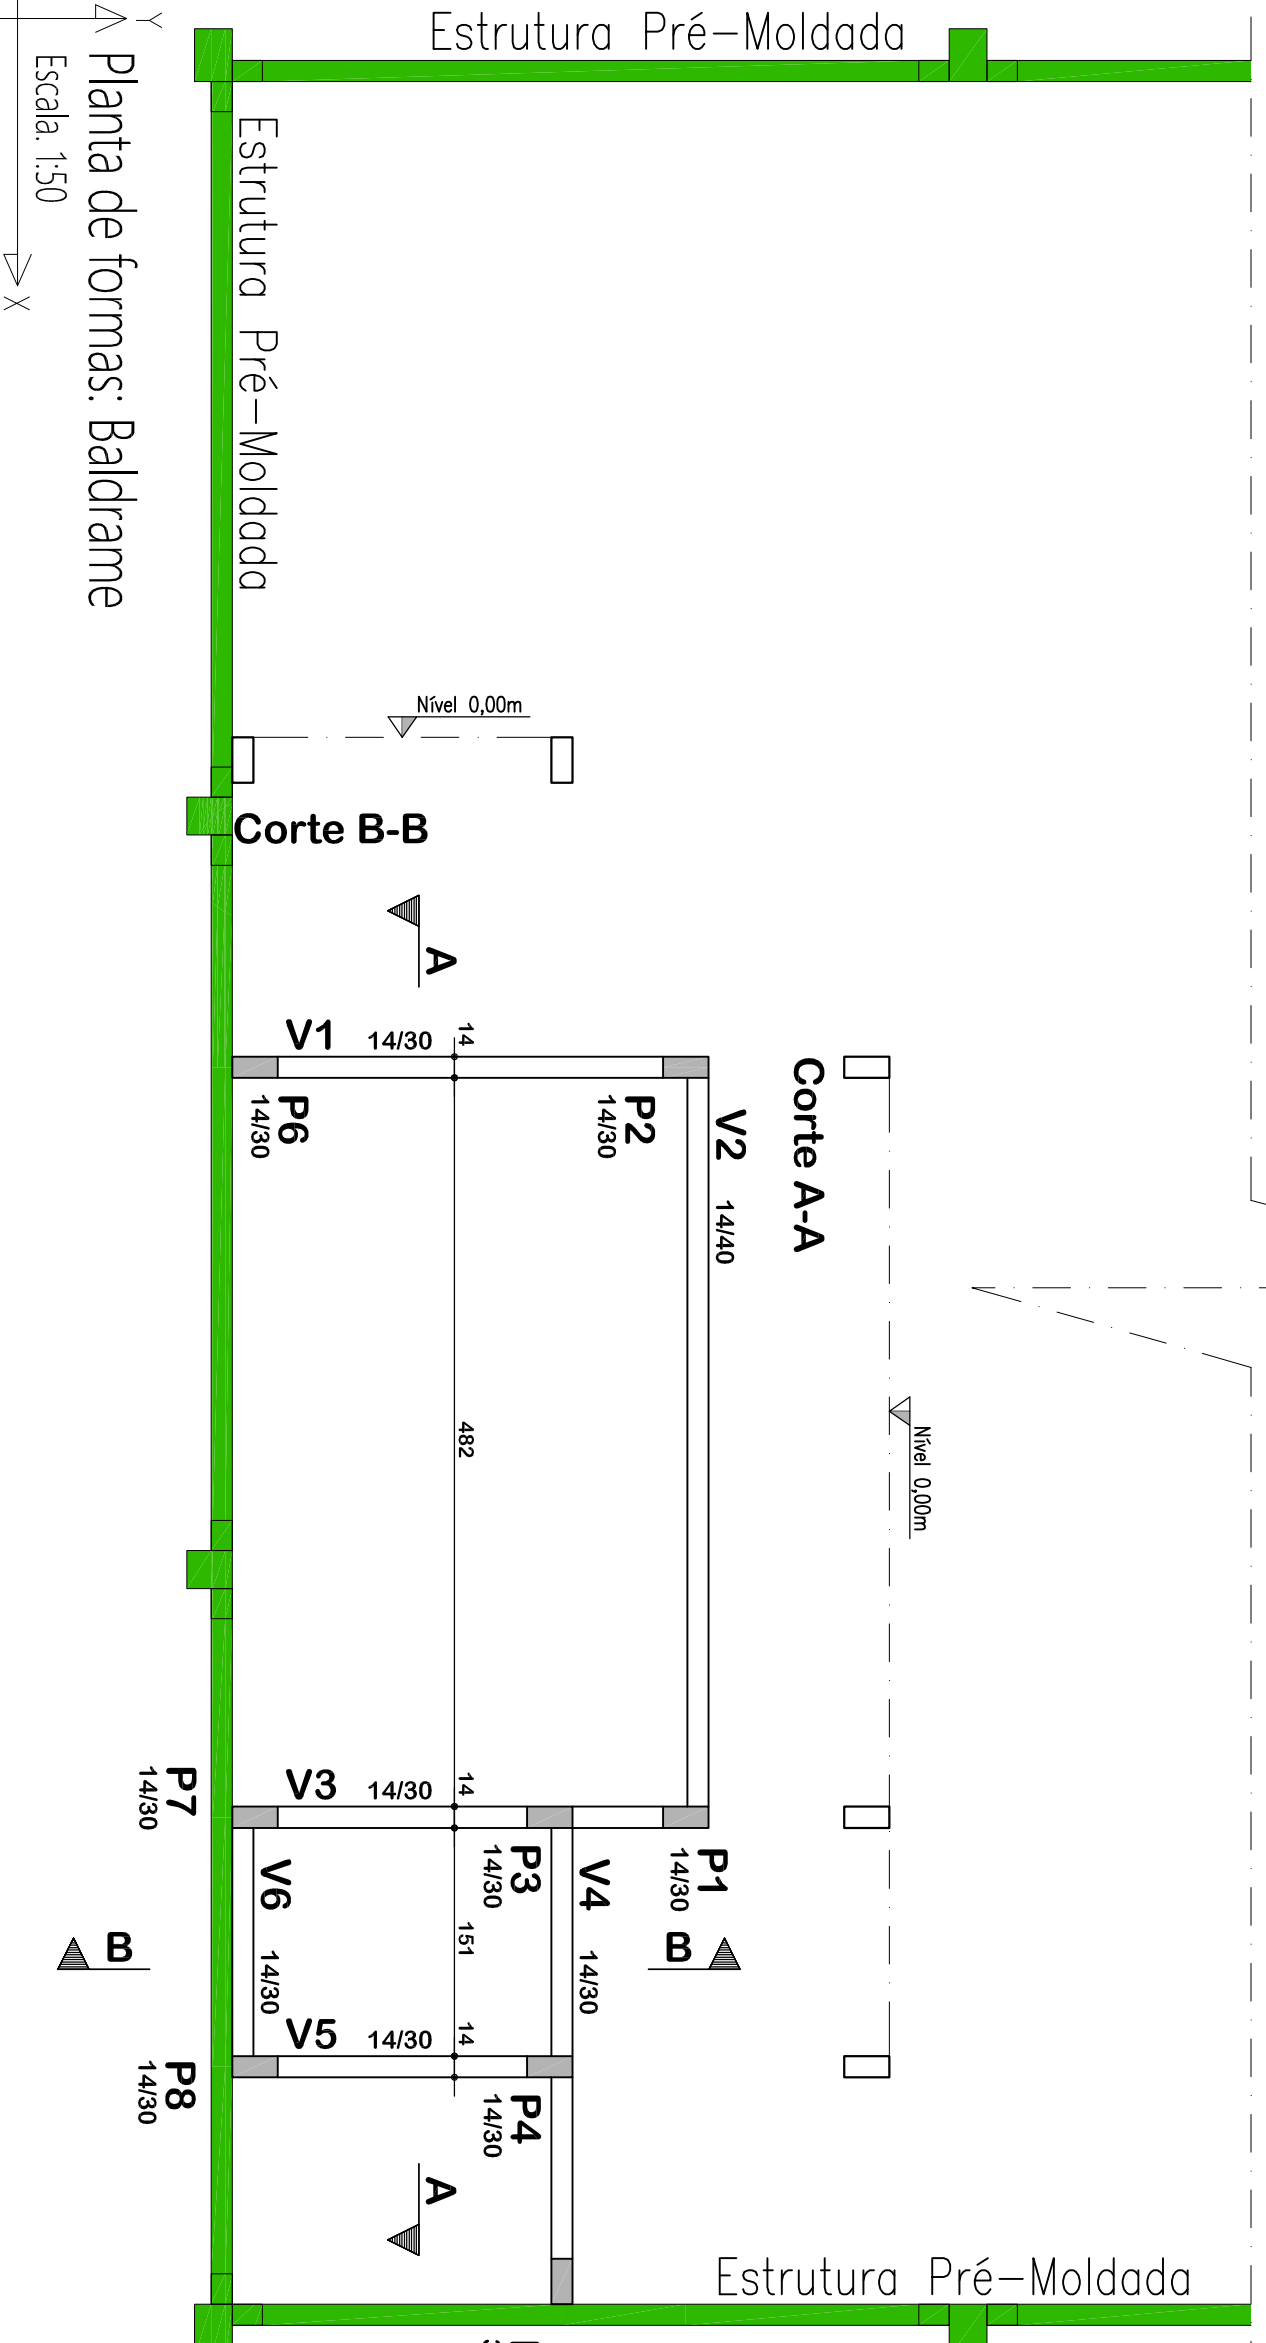 Estrutura Pré-Moldada
Y
X
Planta de formas: Baldrame
Escala. 1:50
Estrutura Pré-Moldada
Nível 0,00m
Corte B-B
A
V1 14/30
14
P6
14/30
P2
14/30
V2 14/40
Corte A-A
Nível 0,00m
482
V3 14/30
14
P7
14/30
P3
14/30
P1
14/30
V6 14/30
V4 14/30
151
B
B
V5 14/30
14
P8
14/30
P4
14/30
A
Estrutura Pré-Moldada